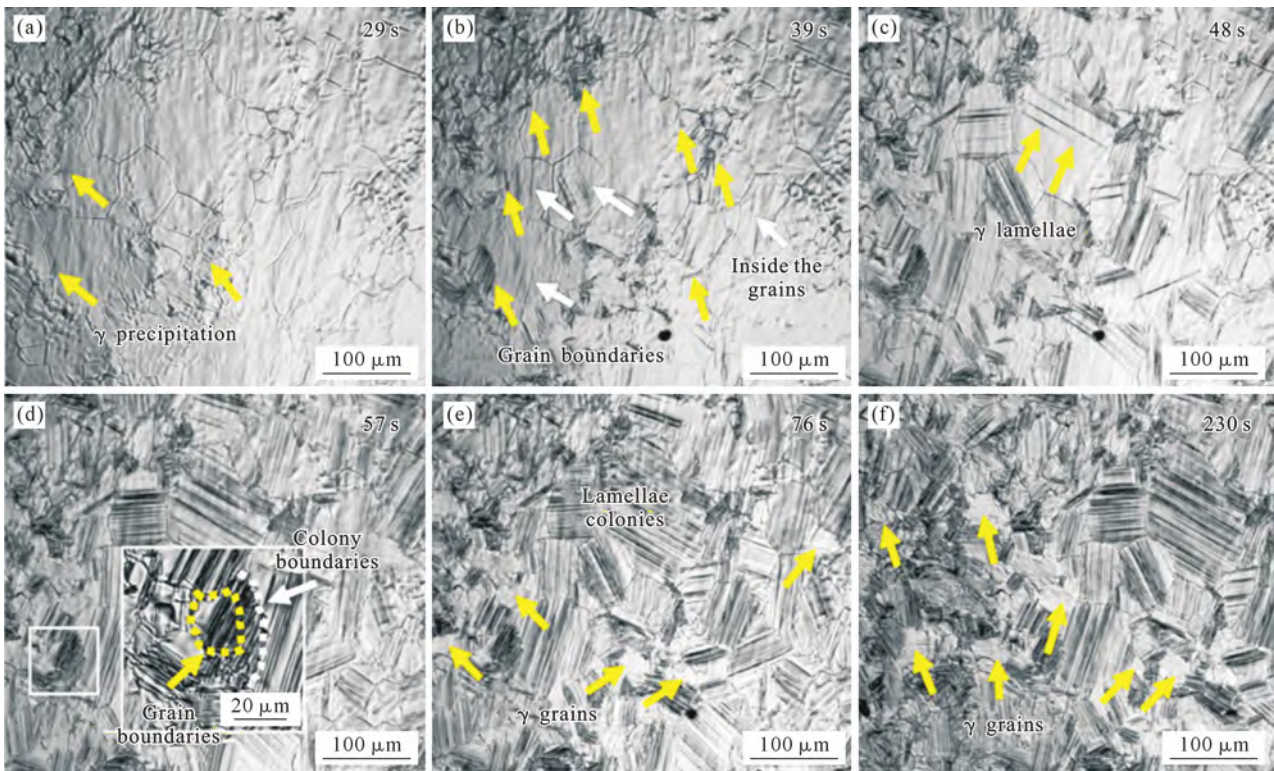 (a)
29 s
γ precipitation
100 μm
(b)
39 s
Inside the
grains
Grain boundaries
100 μm
(c)
48 s
γ lamellae
100 μm
(d)
57 s
Colony
boundaries
Grain
boundaries
20 μm
100 μm
(e)
76 s
Lamellae
colonies
γ grains
100 μm
(f)
230 s
γ grains
100 μm